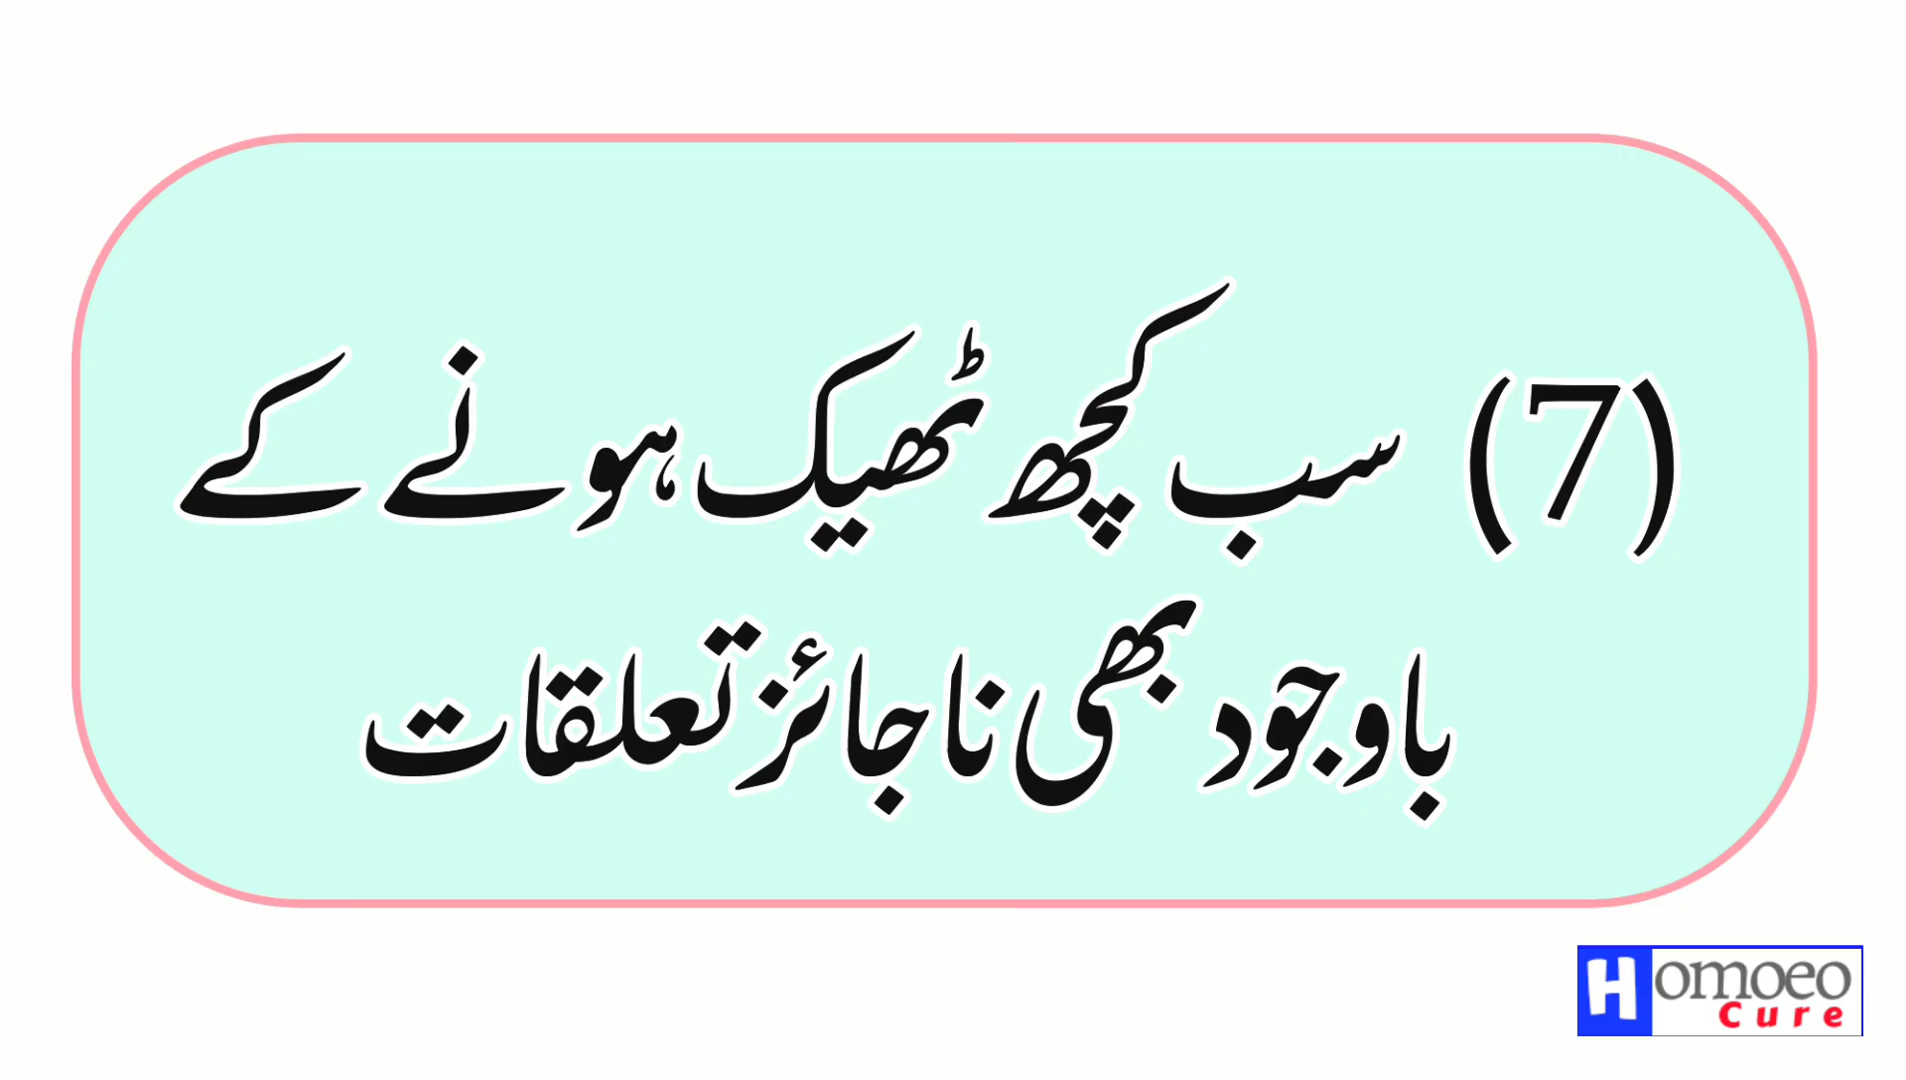 (7) سب کچھ ٹھیک ہونے کے
باوجود بھی ناجائز تعلقات
Homoeo
Cure